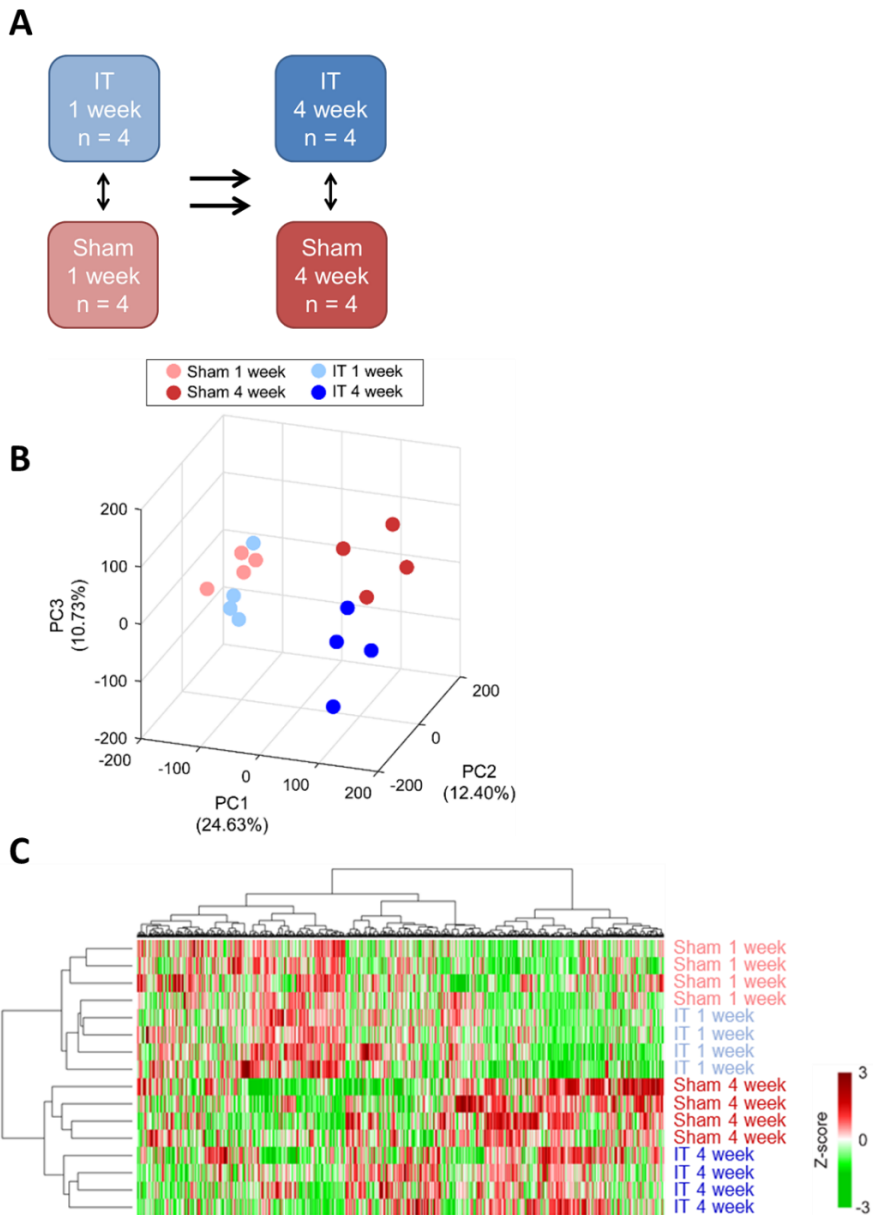 A
IT
1 week
n = 4
IT
4 week
n = 4
Sham
1 week
n = 4
Sham
4 week
n = 4
Sham 1 week
IT 1 week
Sham 4 week
IT 4 week
B
200
100
0
-100
-200
PC3
(10.73%)
-200
-100
0
100
200
PC1
(24.63%)
-200
0
200
PC2
(12.40%)
C
Sham 1 week
Sham 1 week
Sham 1 week
Sham 1 week
IT 1 week
IT 1 week
IT 1 week
IT 1 week
Sham 4 week
Sham 4 week
Sham 4 week
Sham 4 week
IT 4 week
IT 4 week
IT 4 week
IT 4 week
Z-score
3
0
-3